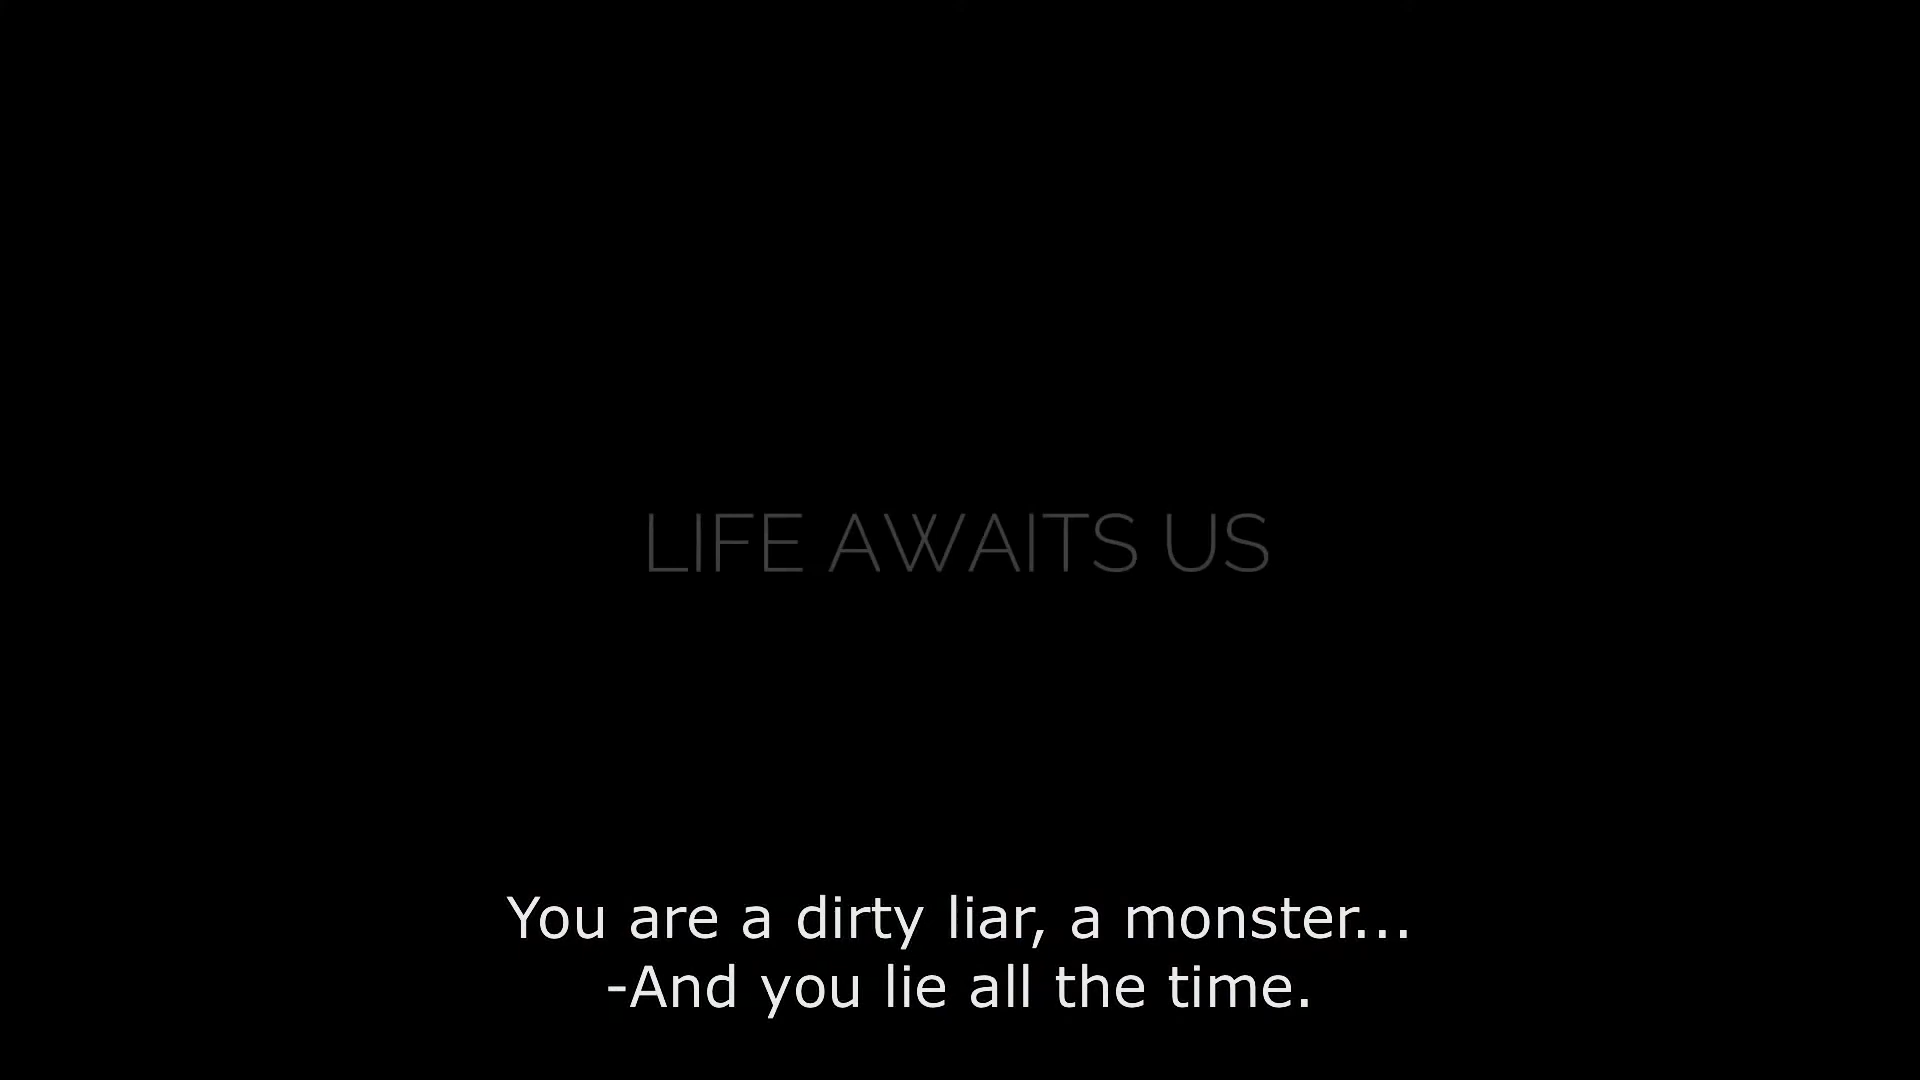 LIFE AWAITS US
You are a dirty liar, a monster...
-And you lie all the time.